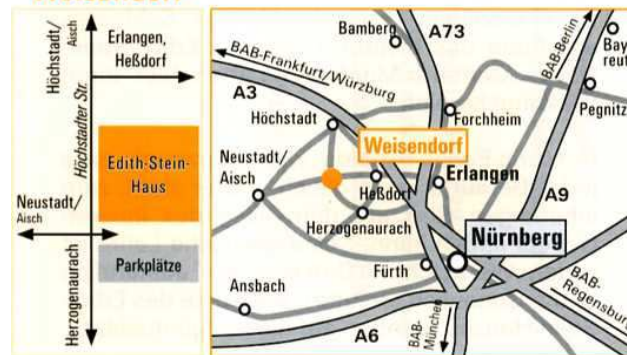 Höchstadt/
Aisch
Erlangen,
Heßdorf
Höchstadter Str.
Edith-Stein-
Haus
Neustadt/
Aisch
Parkplätze
Herzogenaurach
Bamberg
A73
BAB-Berlin
Bay
reut
BAB-Frankfurt/Würzburg
A3
Pegnitz
Höchstadt
Forchheim
Weisendorf
Neustadt/
Aisch
Heßdorf
Erlangen
A9
Herzogenaurach
Nürnberg
Fürth
Ansbach
BAB-
Regensburg
A6
BAB-
München